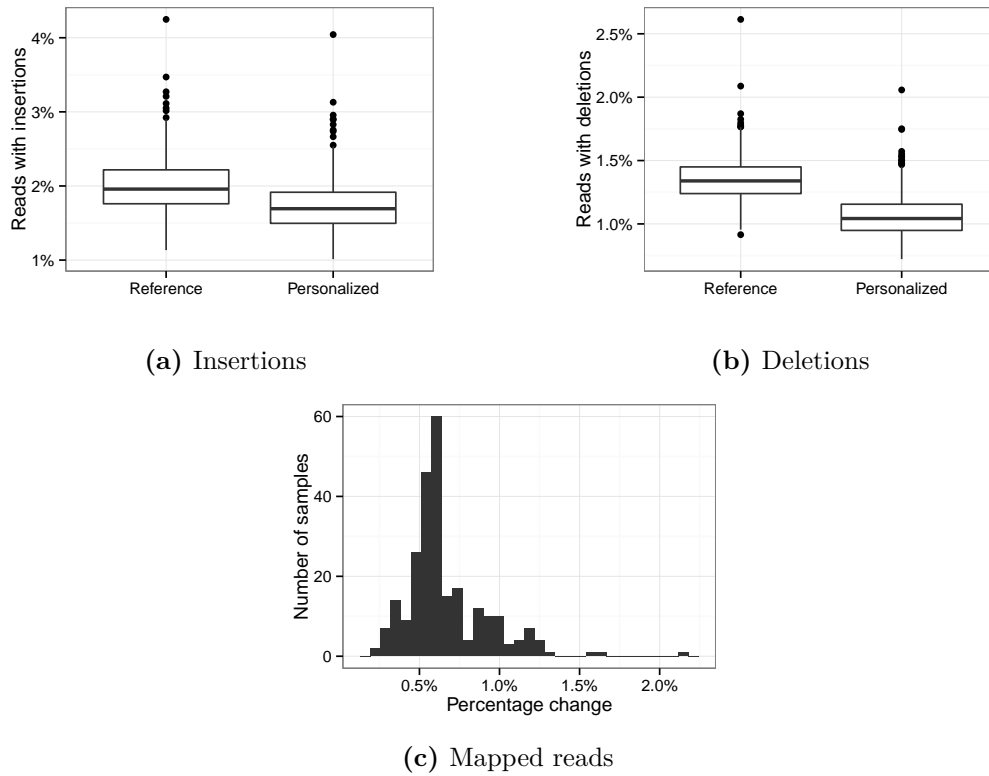 Reads with insertions
4%
3%
2%
1%
Reference
Personalized
(a) Insertions
Reads with deletions
2.5%
2.0%
1.5%
1.0%
Reference
Personalized
(b) Deletions
Number of samples
60
40
20
0
0.5%
1.0%
1.5%
2.0%
Percentage change
(c) Mapped reads